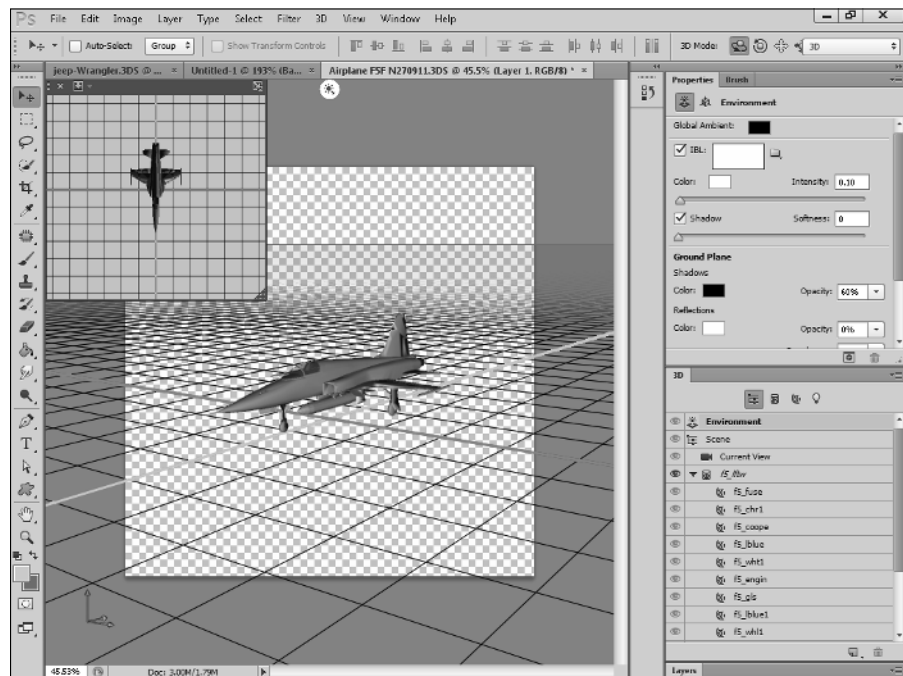 Ps File Edit Image Layer Type Select Filter 3D View Window Help
Auto-Select: Group Show Transform Controls 3D Mode: 3D
jeep-Wrangler.3DS @ ... × Untitled-1 @ 193% (Ba... × Airplane F5F N270911.3DS @ 45.5% (Layer 1, RGB/8) * ×
Properties Brush
Environment
Global Ambient:
IBL:
Color: Intensity: 0.10
Shadow Softness: 0
Ground Plane
Shadows
Color: Opacity: 60%
Reflections
Color: Opacity: 0%
3D
Environment
Scene
Current View
f5_fuse
f5_chr1
f5_coope
f5_lblue
f5_wht1
f5_engin
f5_gls
f5_lblue1
f5_whl1
T
45.53% Doc: 3.00M/1.79M
Layers